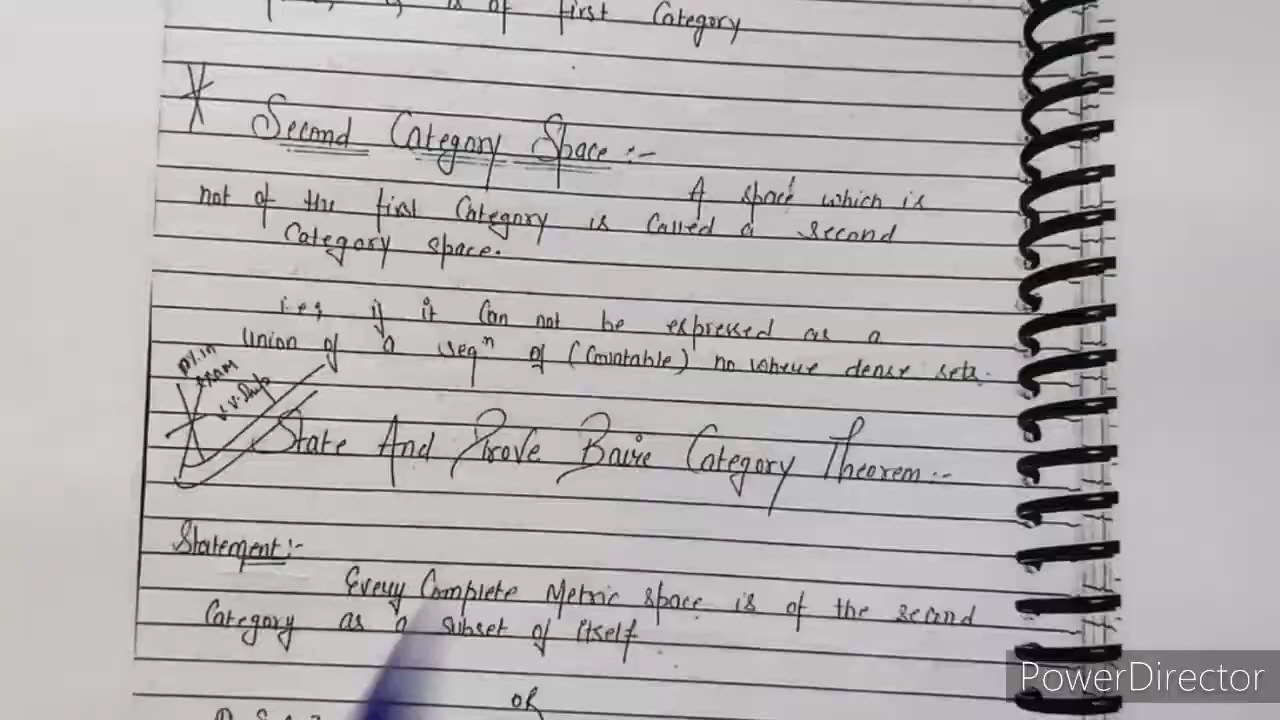 is of first Category
Second Category Space :-
A space which is
not of the first Category is Called a second
Category space.
i.e; if it Can not be expressed as a
union of a seqⁿ of (Countable) no where dense sets.
State And Prove Baire Category Theorem :-
Statement :-
Every Complete Metric space is of the second
Category as a subset of itself.
OR
PowerDirector